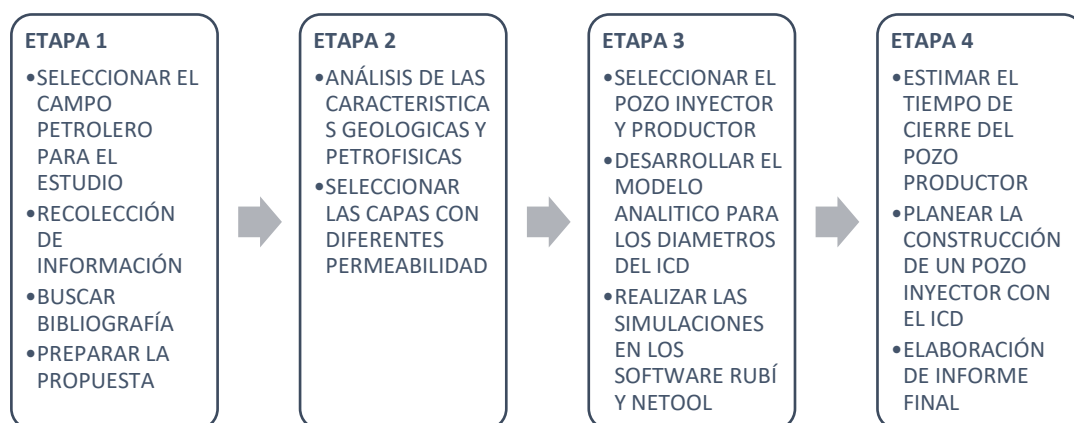 ETAPA 1
•SELECCIONAR EL
CAMPO
PETROLERO
PARA EL
ESTUDIO
•RECOLECCIÓN
DE
INFORMACIÓN
•BUSCAR
BIBLIOGRAFÍA
•PREPARAR LA
PROPUESTA
ETAPA 2
•ANÁLISIS DE LAS
CARACTERISTICA
S GEOLOGICAS Y
PETROFISICAS
•SELECCIONAR
LAS CAPAS CON
DIFERENTES
PERMEABILIDAD
ETAPA 3
•SELECCIONAR EL
POZO INYECTOR
Y PRODUCTOR
•DESARROLLAR EL
MODELO
ANALITICO PARA
LOS DIAMETROS
DEL ICD
•REALIZAR LAS
SIMULACIONES
EN LOS
SOFTWARE RUBÍ
Y NETOOL
ETAPA 4
•ESTIMAR EL
TIEMPO DE
CIERRE DEL
POZO
PRODUCTOR
•PLANEAR LA
CONSTRUCCIÓN
DE UN POZO
INYECTOR CON
EL ICD
•ELABORACIÓN
DE INFORME
FINAL